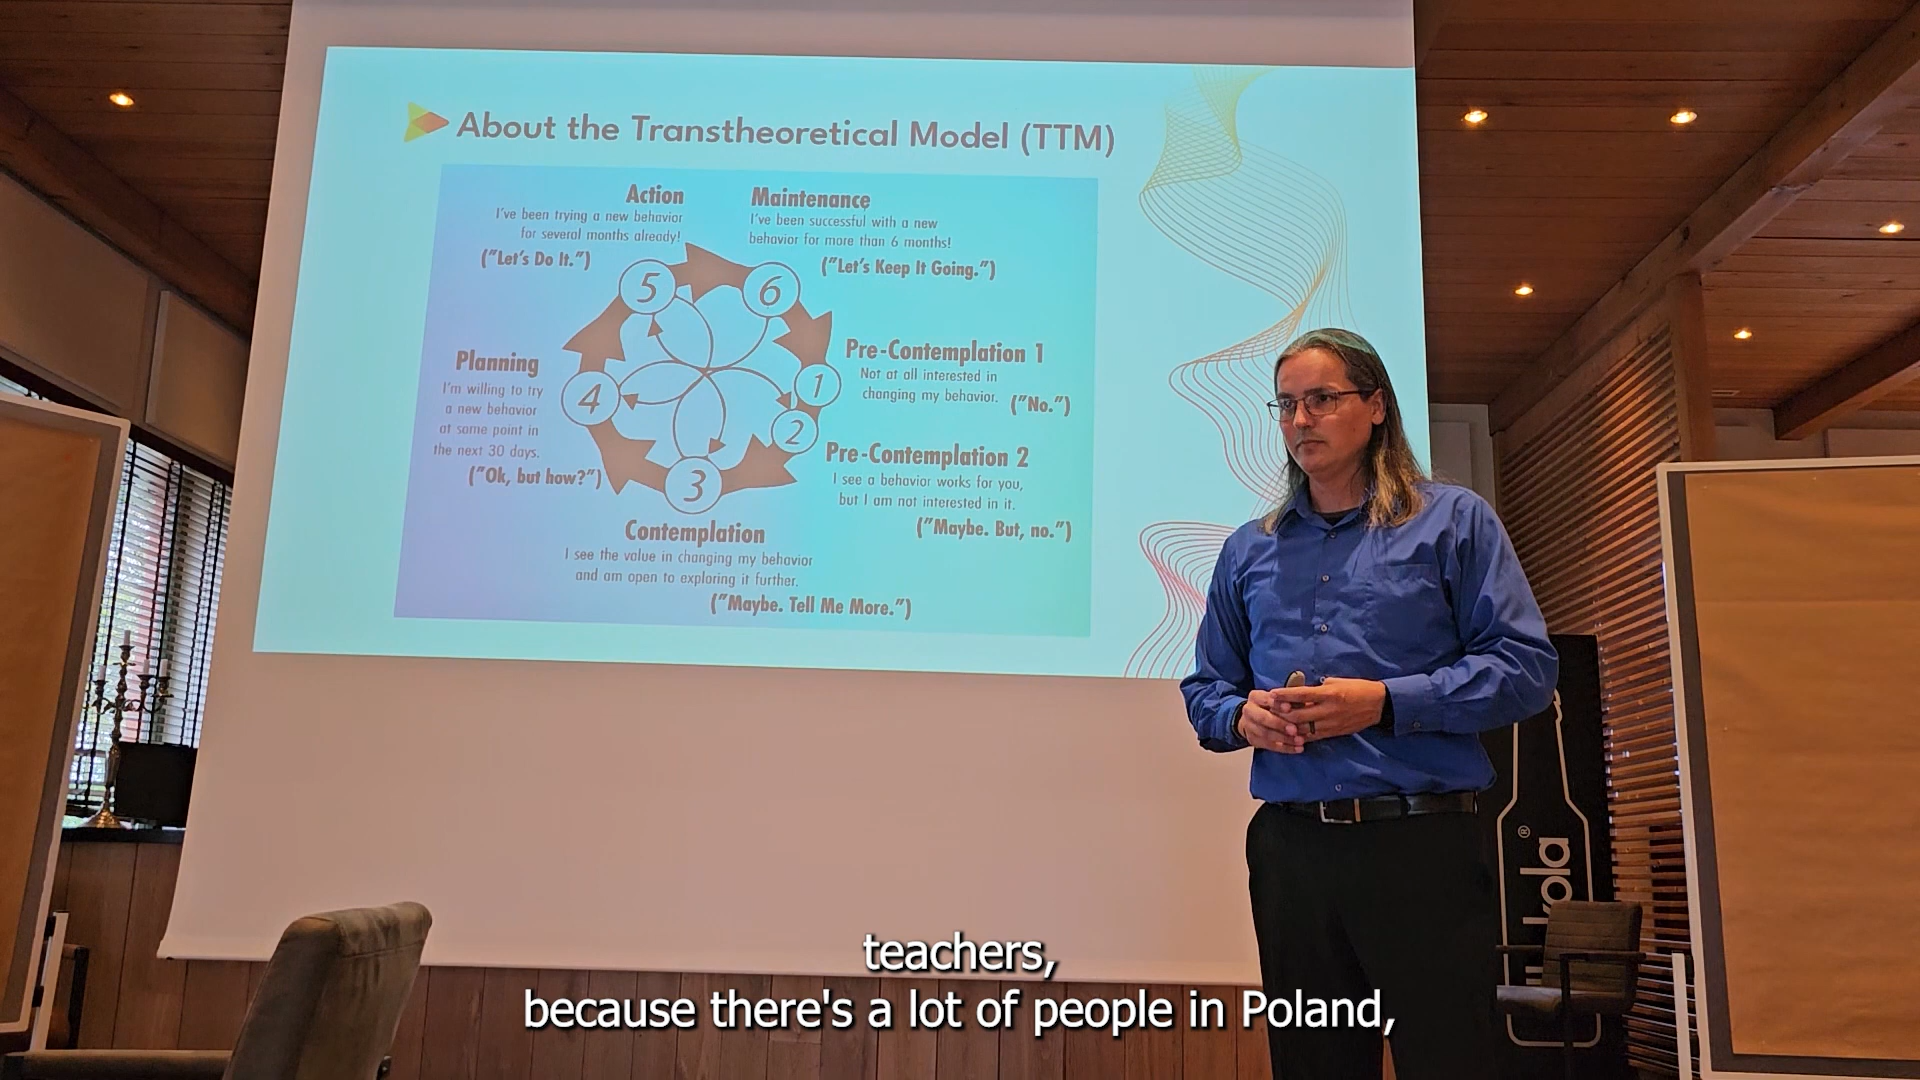 About the Transtheoretical Model (TTM)
Action
I've been trying a new behavior
for several months already!
("Let's Do It.")
Maintenance
I've been successful with a new
behavior for more than 6 months!
("Let's Keep It Going.")
5
6
Pre-Contemplation 1
Not at all interested in
changing my behavior.
("No.")
1
Planning
I'm willing to try
a new behavior
at some point in
the next 30 days.
("Ok, but how?")
4
2
Pre-Contemplation 2
I see a behavior works for you,
but I am not interested in it.
("Maybe. But, no.")
3
Contemplation
I see the value in changing my behavior
and am open to exploring it further.
("Maybe. Tell Me More.")
kola®
teachers,
because there's a lot of people in Poland,